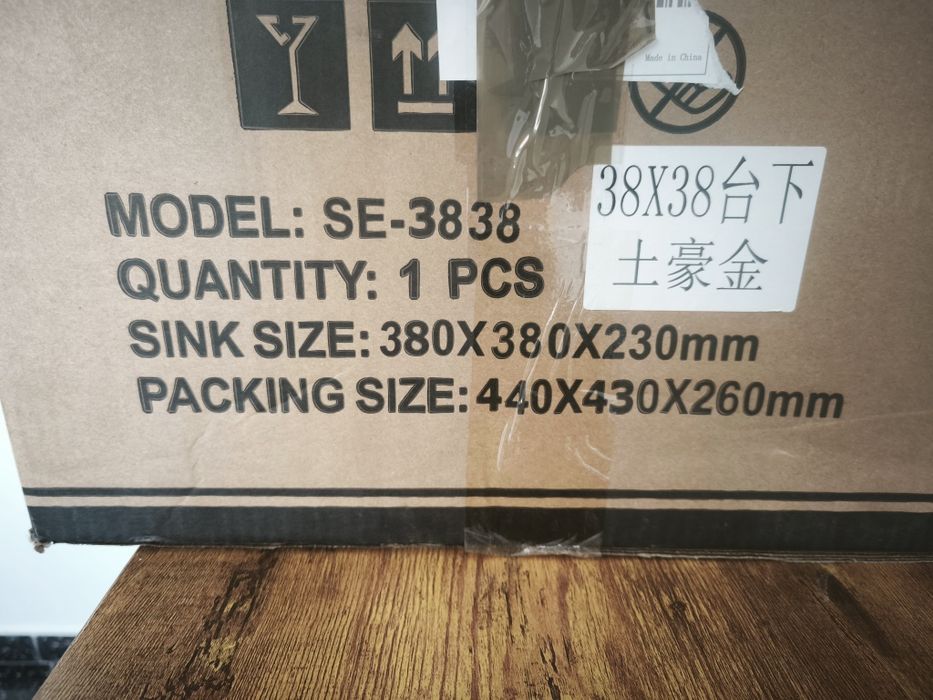 Made in China
38X38台下
土豪金
MODEL: SE-3838
QUANTITY: 1 PCS
SINK SIZE: 380X380X230mm
PACKING SIZE: 440X430X260mm